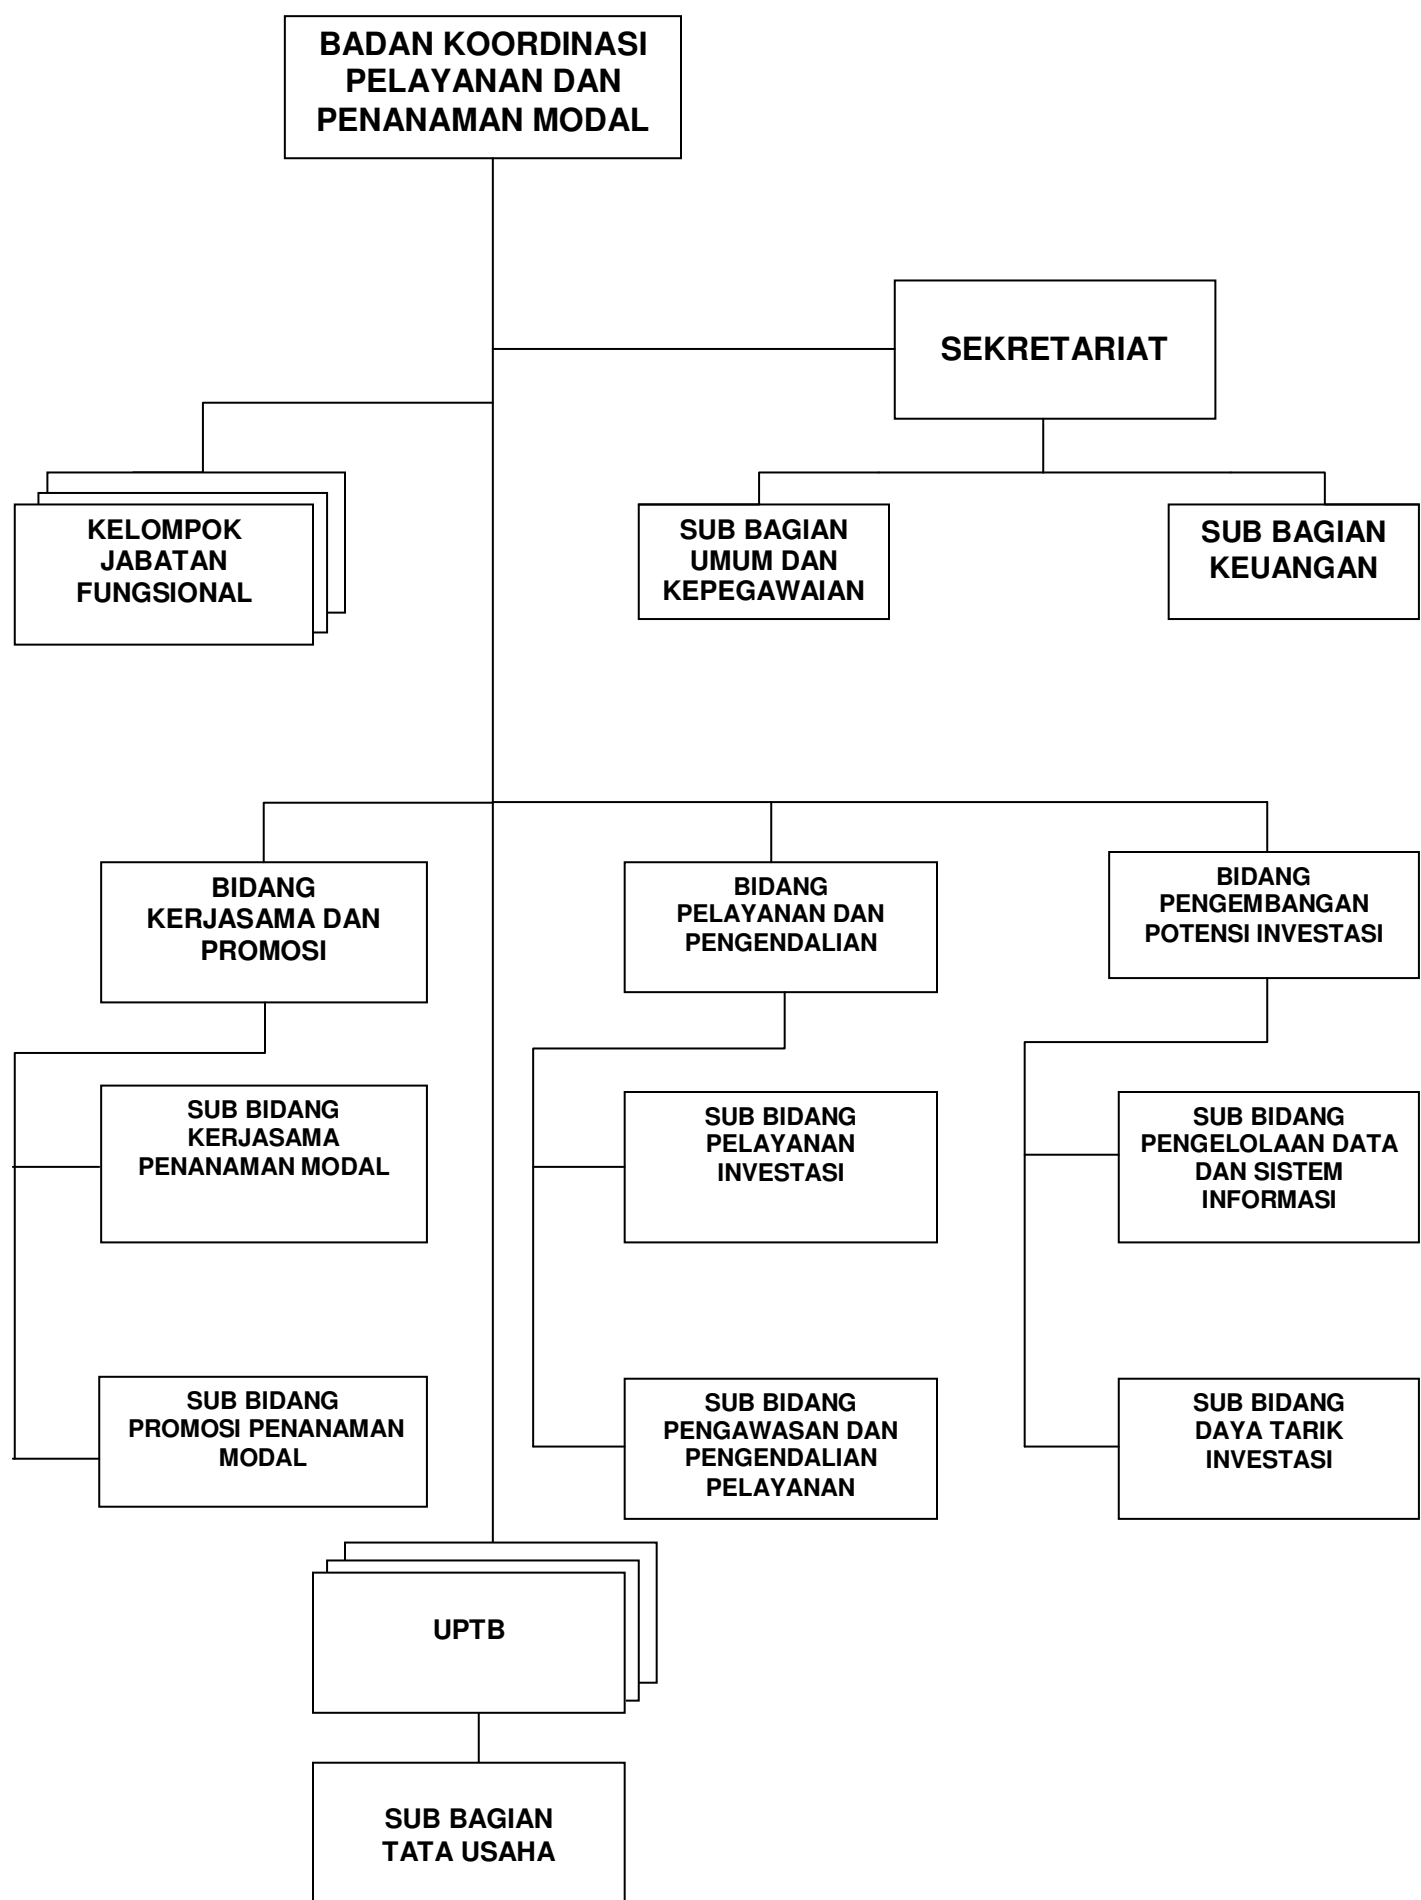 BADAN KOORDINASI
PELAYANAN DAN
PENANAMAN MODAL
SEKRETARIAT
KELOMPOK
JABATAN
FUNGSIONAL
SUB BAGIAN
UMUM DAN
KEPEGAWAIAN
SUB BAGIAN
KEUANGAN
BIDANG
KERJASAMA DAN
PROMOSI
BIDANG
PELAYANAN DAN
PENGENDALIAN
BIDANG
PENGEMBANGAN
POTENSI INVESTASI
SUB BIDANG
KERJASAMA
PENANAMAN MODAL
SUB BIDANG
PELAYANAN
INVESTASI
SUB BIDANG
PENGELOLAAN DATA
DAN SISTEM
INFORMASI
SUB BIDANG
PROMOSI PENANAMAN
MODAL
SUB BIDANG
PENGAWASAN DAN
PENGENDALIAN
PELAYANAN
SUB BIDANG
DAYA TARIK
INVESTASI
UPTB
SUB BAGIAN
TATA USAHA